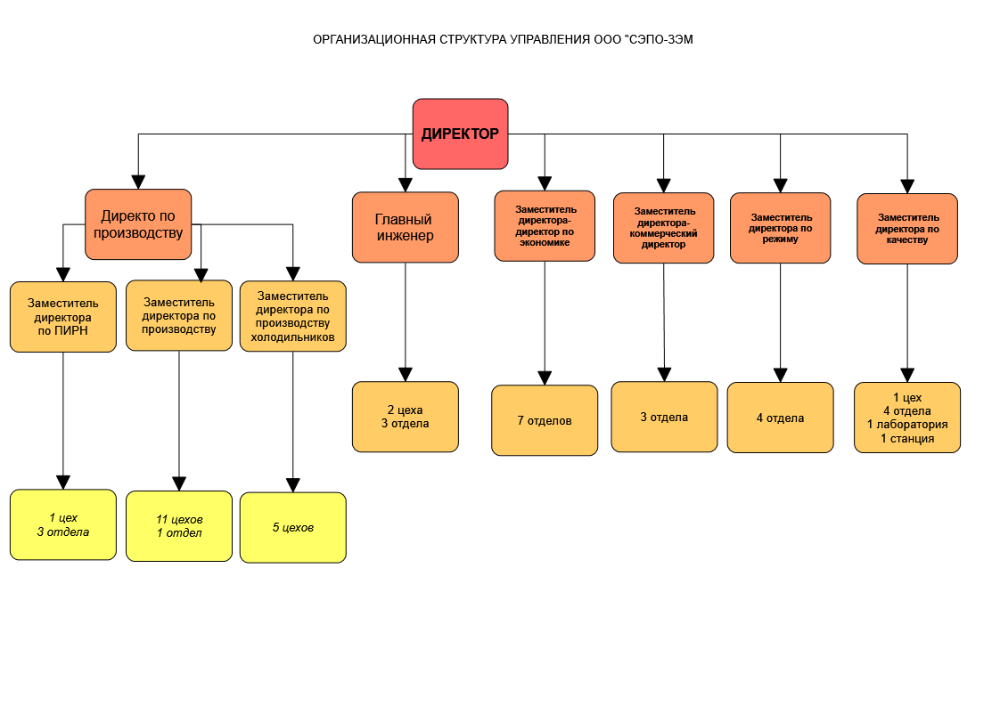 ОРГАНИЗАЦИОННАЯ СТРУКТУРА УПРАВЛЕНИЯ ООО "СЭПО-ЗЭМ
ДИРЕКТОР
Директо по
производству
Главный
инженер
Заместитель
директора-
директор по
экономике
Заместитель
директора-
коммерческий
директор
Заместитель
директора по
режиму
Заместитель
директора по
качеству
Заместитель
директора
по ПИРН
Заместитель
директора по
производству
Заместитель
директора по
производству
холодильников
2 цеха
3 отдела
7 отделов
3 отдела
4 отдела
1 цех
4 отдела
1 лаборатория
1 станция
1 цех
3 отдела
11 цехов
1 отдел
5 цехов